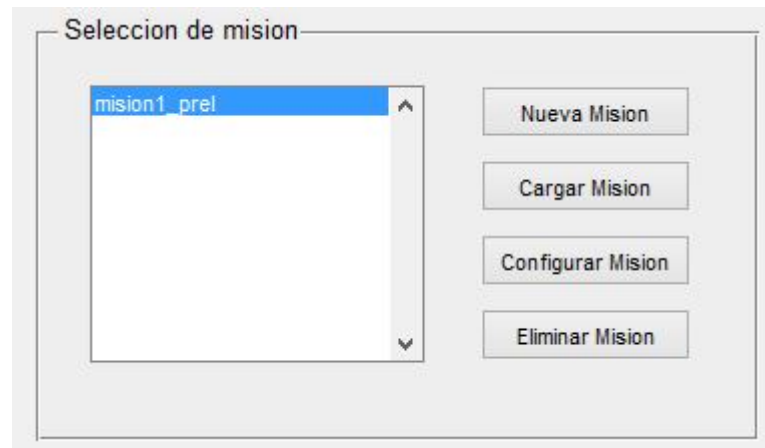 Seleccion de mision
mision1_prel
Nueva Mision
Cargar Mision
Configurar Mision
Eliminar Mision